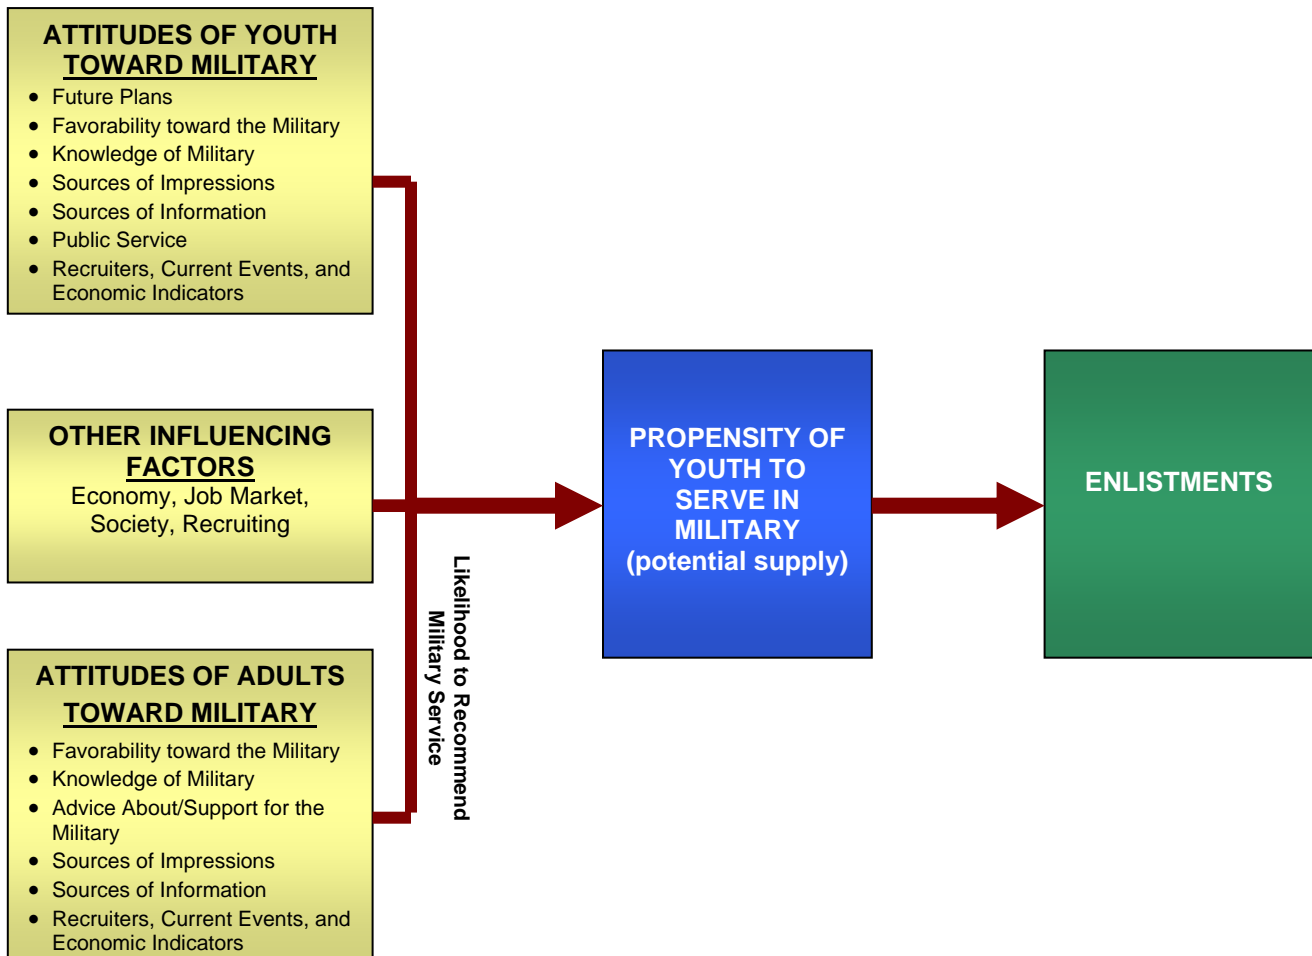 ATTITUDES OF YOUTH
TOWARD MILITARY
• Future Plans
• Favorability toward the Military
• Knowledge of Military
• Sources of Impressions
• Sources of Information
• Public Service
• Recruiters, Current Events, and
Economic Indicators
OTHER INFLUENCING
FACTORS
Economy, Job Market,
Society, Recruiting
ATTITUDES OF ADULTS
TOWARD MILITARY
• Favorability toward the Military
• Knowledge of Military
• Advice About/Support for the
Military
• Sources of Impressions
• Sources of Information
• Recruiters, Current Events, and
Economic Indicators
Likelihood to Recommend
Military Service
PROPENSITY OF
YOUTH TO
SERVE IN
MILITARY
(potential supply)
ENLISTMENTS